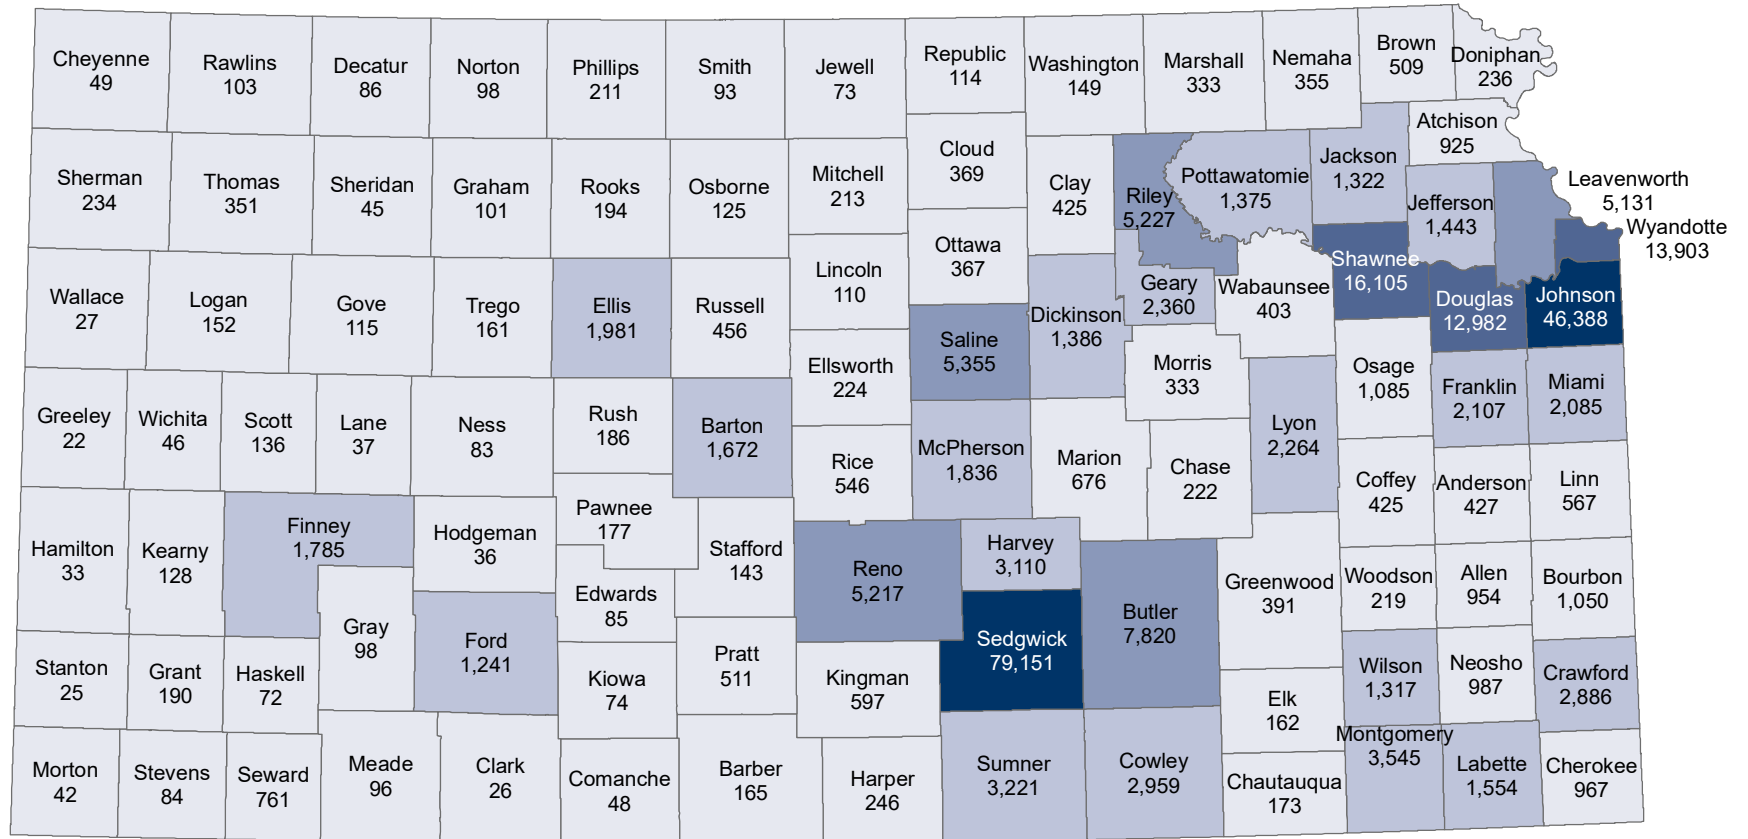 Cheyenne
49
Rawlins
103
Decatur
86
Norton
98
Phillips
211
Smith
93
Jewell
73
Republic
114
Washington
149
Marshall
333
Nemaha
355
Brown
509
Doniphan
236
Sherman
234
Thomas
351
Sheridan
45
Graham
101
Rooks
194
Osborne
125
Mitchell
213
Cloud
369
Clay
425
Riley
5,227
Pottawatomie
1,375
Jackson
1,322
Atchison
925
Jefferson
1,443
Leavenworth
5,131
Wyandotte
13,903
Wallace
27
Logan
152
Gove
115
Trego
161
Ellis
1,981
Russell
456
Lincoln
110
Ottawa
367
Saline
5,355
Dickinson
1,386
Geary
2,360
Wabaunsee
403
Shawnee
16,105
Douglas
12,982
Johnson
46,388
Ellsworth
224
Morris
333
Osage
1,085
Franklin
2,107
Miami
2,085
Greeley
22
Wichita
46
Scott
136
Lane
37
Ness
83
Rush
186
Barton
1,672
Rice
546
McPherson
1,836
Marion
676
Chase
222
Lyon
2,264
Coffey
425
Anderson
427
Linn
567
Hamilton
33
Kearny
128
Finney
1,785
Hodgeman
36
Pawnee
177
Stafford
143
Edwards
85
Reno
5,217
Harvey
3,110
Butler
7,820
Greenwood
391
Woodson
219
Allen
954
Bourbon
1,050
Stanton
25
Grant
190
Haskell
72
Gray
98
Ford
1,241
Kiowa
74
Pratt
511
Kingman
597
Sedgwick
79,151
Elk
162
Wilson
1,317
Neosho
987
Crawford
2,886
Morton
42
Stevens
84
Seward
761
Meade
96
Clark
26
Comanche
48
Barber
165
Harper
246
Sumner
3,221
Cowley
2,959
Chautauqua
173
Montgomery
3,545
Labette
1,554
Cherokee
967